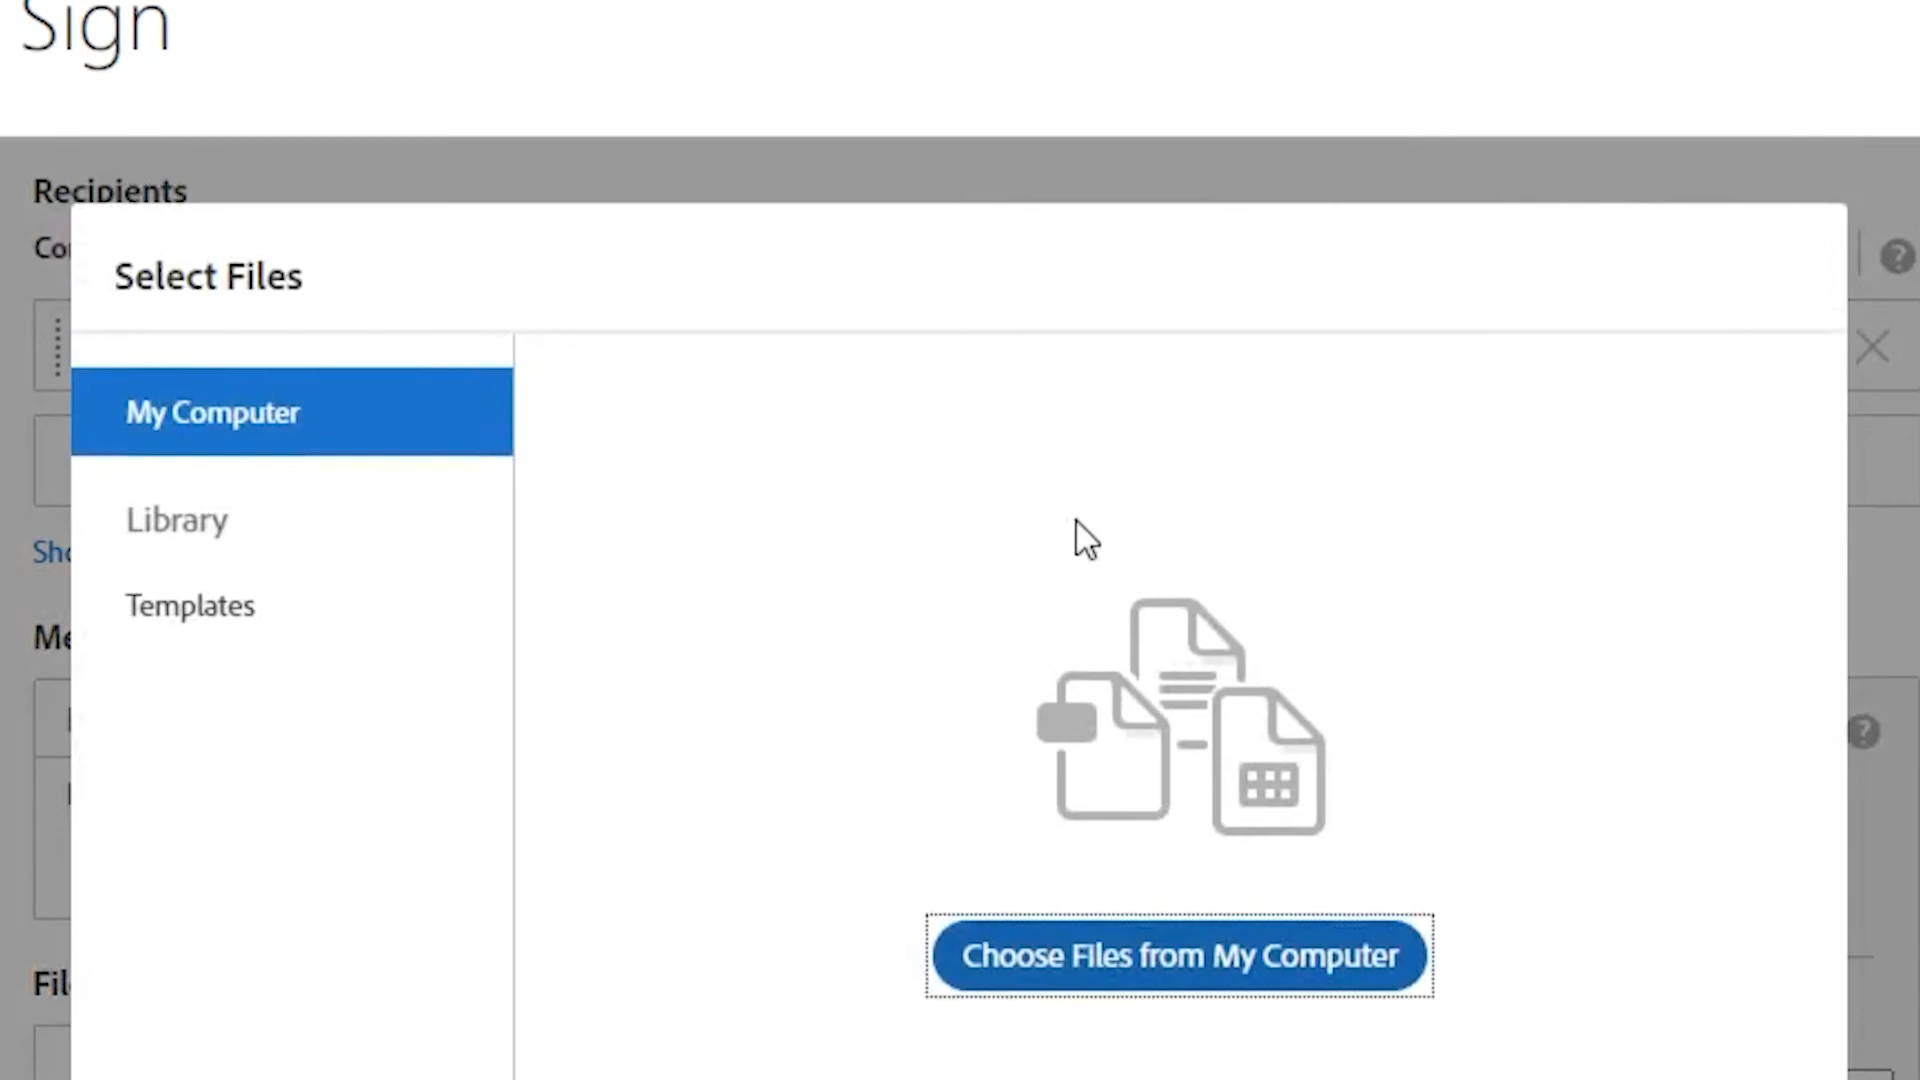 Sign
Recipients
Select Files
My Computer
Library
Templates
Choose Files from My Computer